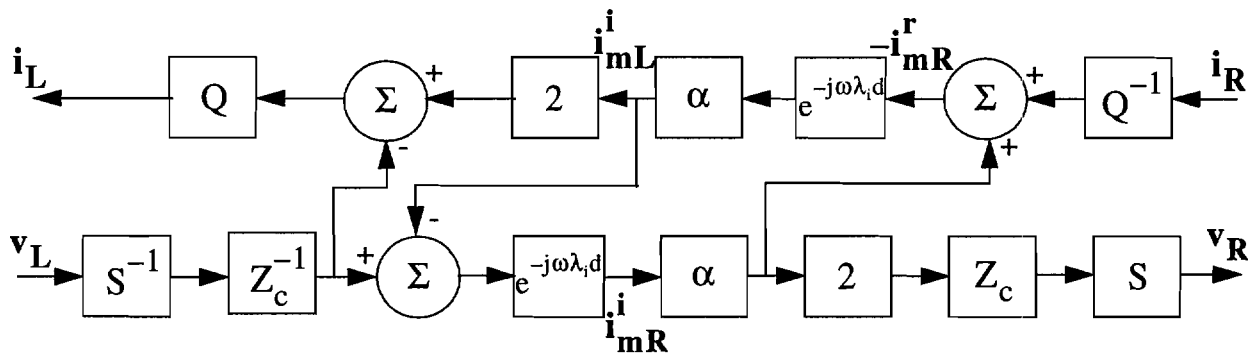 i_L Q Σ + - 2 i^i_mL α e^-jωλ_i d -i^r_mR Σ + + Q^-1 i_R
v_L S^-1 Z_c^-1 + - Σ e^-jωλ_i d i^i_mR α 2 Z_c S v_R